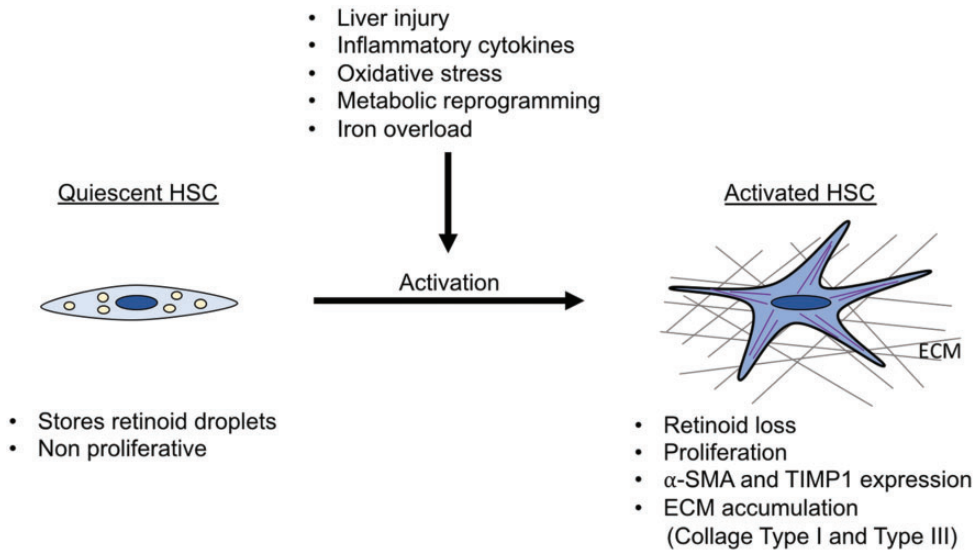 • Liver injury
• Inflammatory cytokines
• Oxidative stress
• Metabolic reprogramming
• Iron overload
Quiescent HSC
Activated HSC
Activation
ECM
• Stores retinoid droplets
• Non proliferative
• Retinoid loss
• Proliferation
• α-SMA and TIMP1 expression
• ECM accumulation
(Collage Type I and Type III)